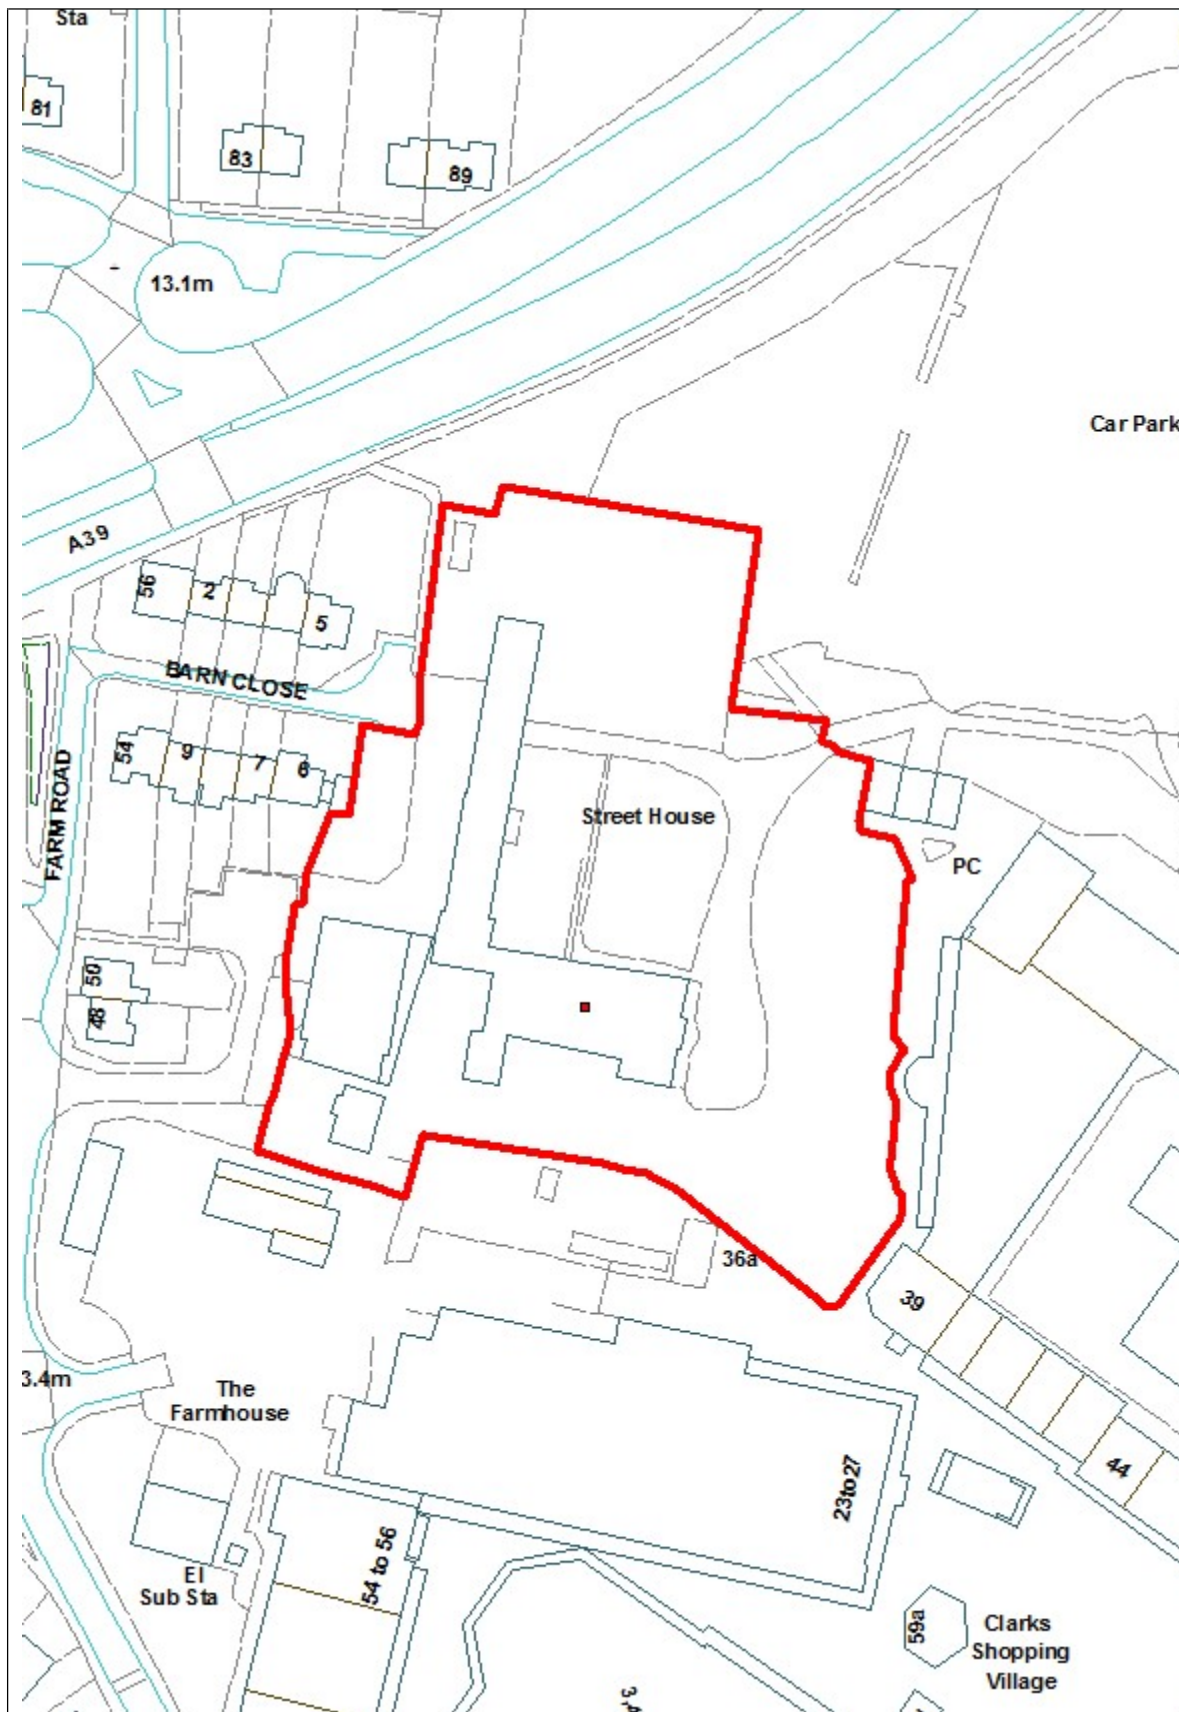 Sta
81
83
89
13.1m
Car Park
A39
56
2
5
BARN CLOSE
54
9
7
6
FARM ROAD
Street House
PC
50
48
36a
39
3.4m
The
Farmhouse
44
23to27
54 to 56
El
Sub Sta
59a
Clarks
Shopping
Village